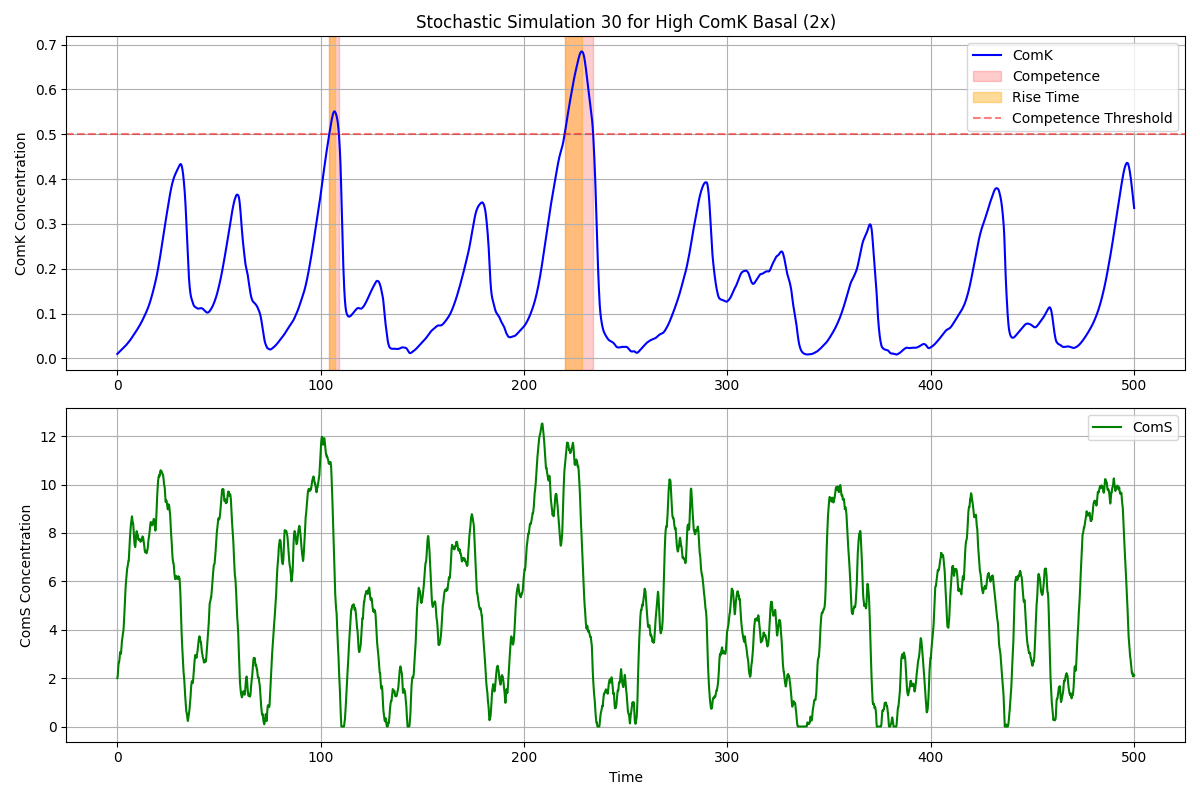 Stochastic Simulation 30 for High ComK Basal (2x)
ComK Concentration
0.7
0.6
0.5
0.4
0.3
0.2
0.1
0.0
ComK
Competence
Rise Time
Competence Threshold
0 100 200 300 400 500
ComS Concentration
12
10
8
6
4
2
0
ComS
0 100 200 300 400 500
Time